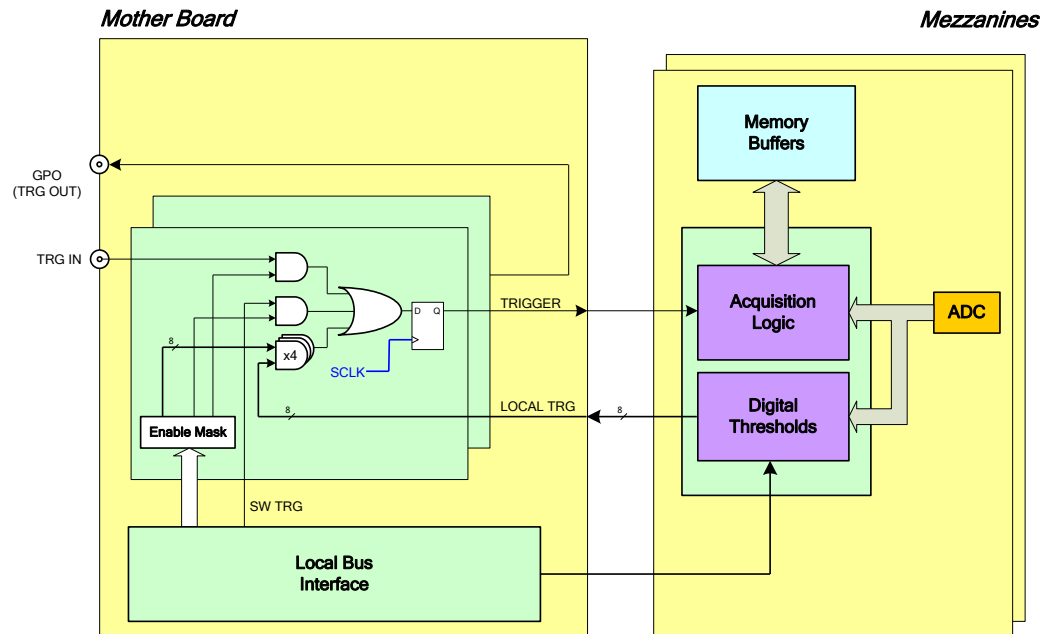 Mother Board
Mezzanines
Memory
Buffers
GPO
(TRG OUT)
TRG IN
TRIGGER
D Q
Acquisition
Logic
ADC
x4
8
SCLK
LOCAL TRG
8
8
Digital
Thresholds
Enable Mask
SW TRG
Local Bus
Interface